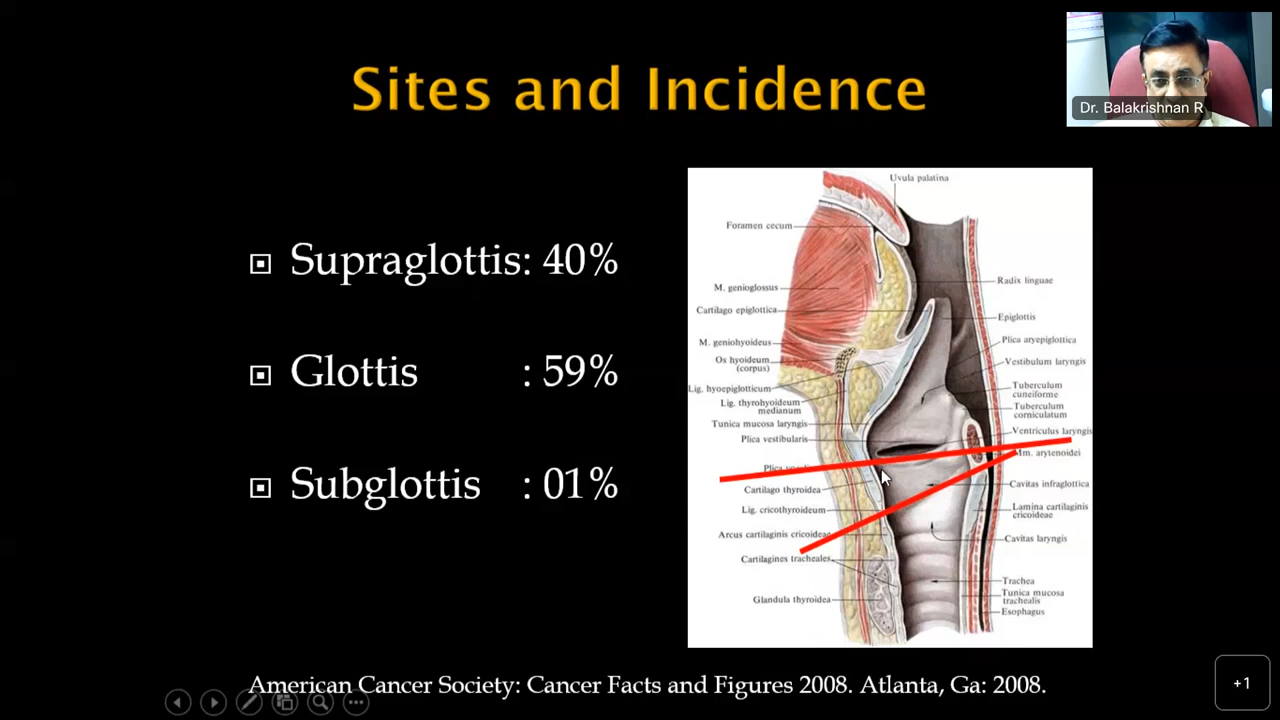 Sites and Incidence
Dr. Balakrishnan R
Supraglottis: 40%
Glottis : 59%
Subglottis : 01%
Uvula palatina
Foramen cecum
M. genioglossus
Cartilago epiglottica
M. geniohyoideus
Os hyoideum
(corpus)
Lig. hyoepiglotticum
Lig. thyrohyoideum
medianum
Tunica mucosa laryngis
Plica vestibularis
Plica
Cartilago thyroidea
Lig. cricothyroideum
Arcus cartilaginis cricoideae
Cartilagines tracheales
Glandula thyroidea
Radix linguae
Epiglottis
Plica aryepiglottica
Vestibulum laryngis
Tuberculum
cuneiforme
Tuberculum
corniculatum
Ventriculus laryngis
Mm. arytenoidei
Cavitas infraglottica
Lamina cartilaginis
cricoideae
Cavitas laryngis
Trachea
Tunica mucosa
trachealis
Esophagus
American Cancer Society: Cancer Facts and Figures 2008. Atlanta, Ga: 2008.
+1